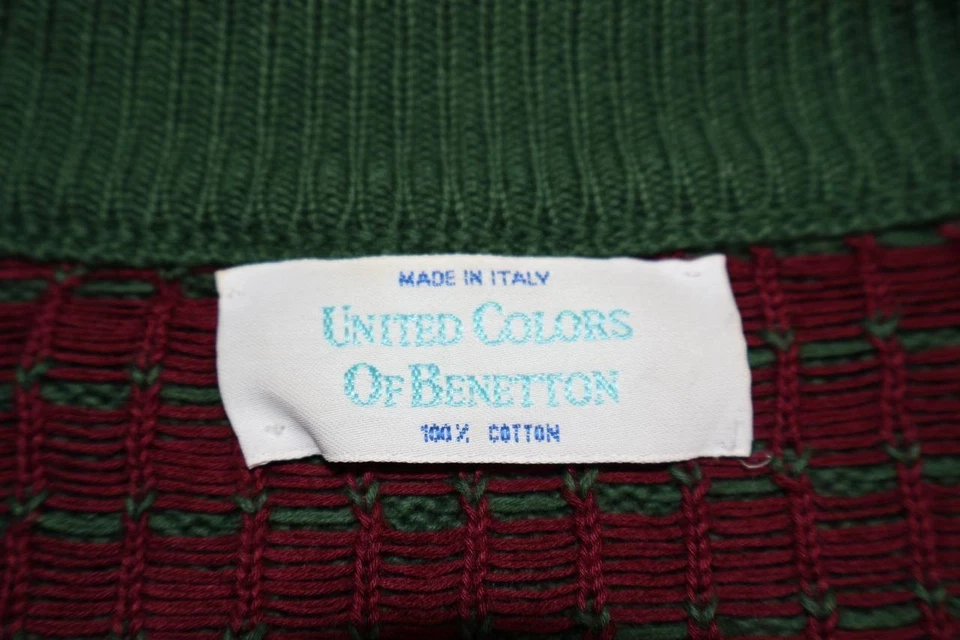 MADE IN ITALY
UNITED COLORS
OF BENETTON
100% COTTON